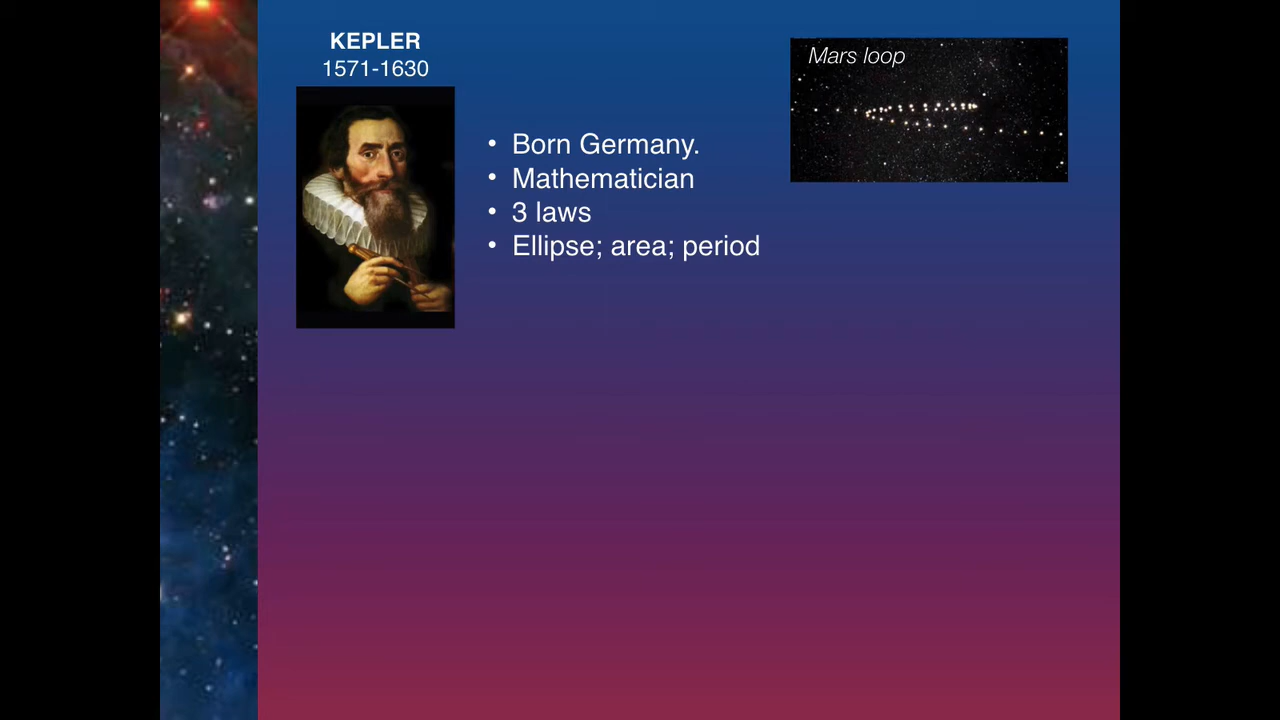 KEPLER
1571-1630
Mars loop
• Born Germany.
• Mathematician
• 3 laws
• Ellipse; area; period